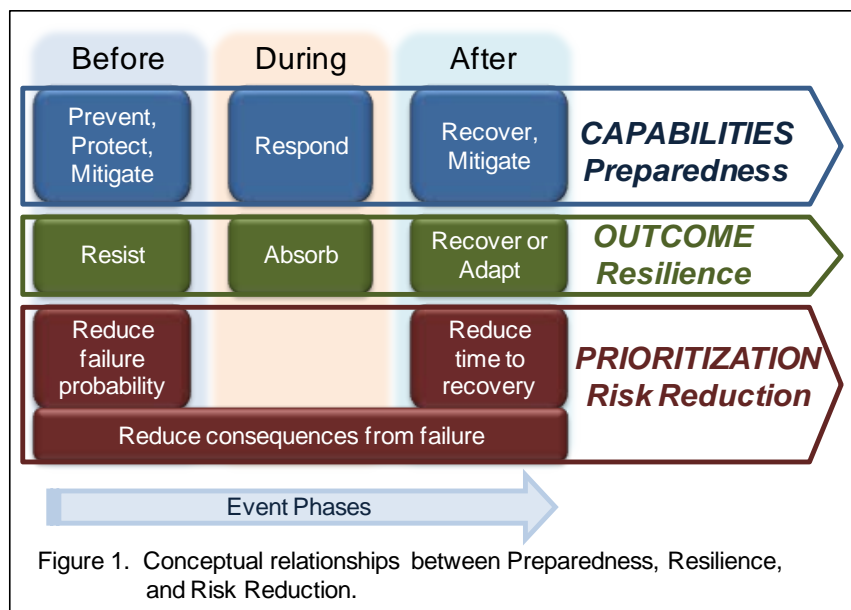 Before
During
After
Prevent,
Protect,
Mitigate
Respond
Recover,
Mitigate
CAPABILITIES
Preparedness
Resist
Absorb
Recover or
Adapt
OUTCOME
Resilience
Reduce
failure
probability
Reduce
time to
recovery
PRIORITIZATION
Risk Reduction
Reduce consequences from failure
Event Phases
Figure 1. Conceptual relationships between Preparedness, Resilience,
and Risk Reduction.